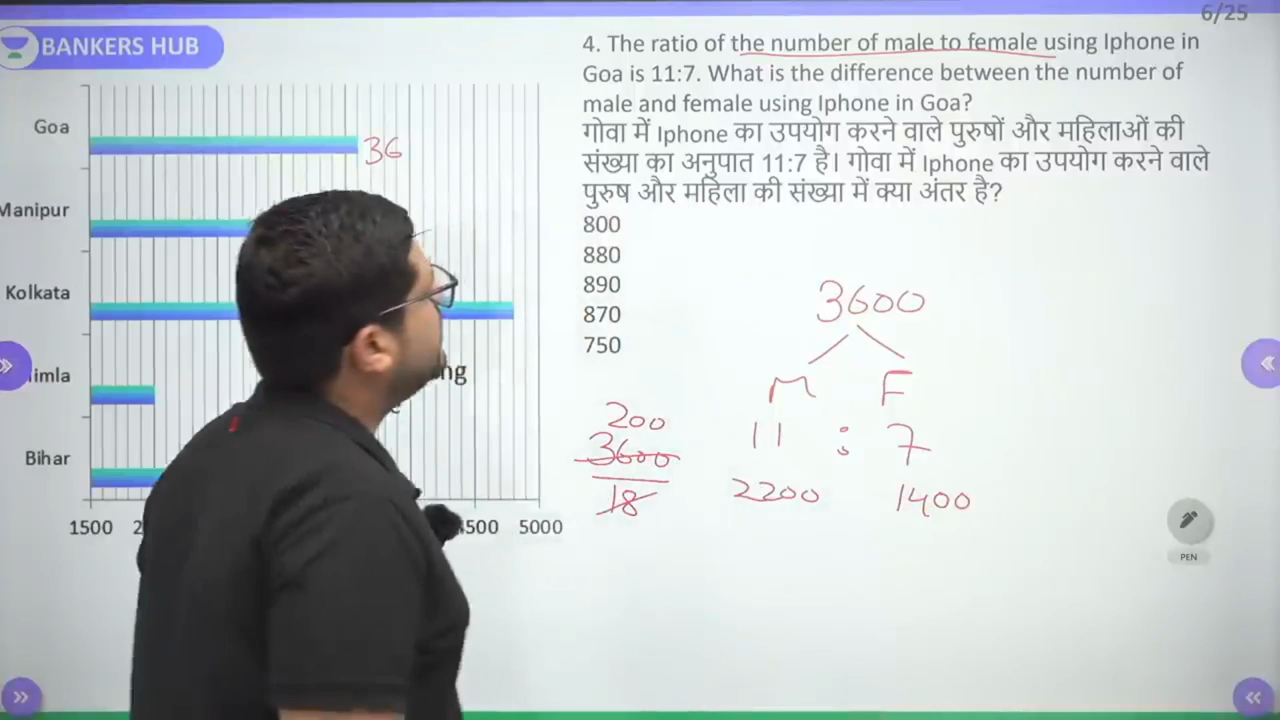 6/25
BANKERS HUB
4. The ratio of the number of male to female using Iphone in
Goa is 11:7. What is the difference between the number of
male and female using Iphone in Goa?
गोवा में Iphone का उपयोग करने वाले पुरुषों और महिलाओं की
संख्या का अनुपात 11:7 है। गोवा में Iphone का उपयोग करने वाले
पुरुष और महिला की संख्या में क्या अंतर है?
800
880
890
870
750
Goa
36
Manipur
Kolkata
Bihar
1500
5000
3600
M F
11 : 7
2200 1400
200
3600
18
PEN